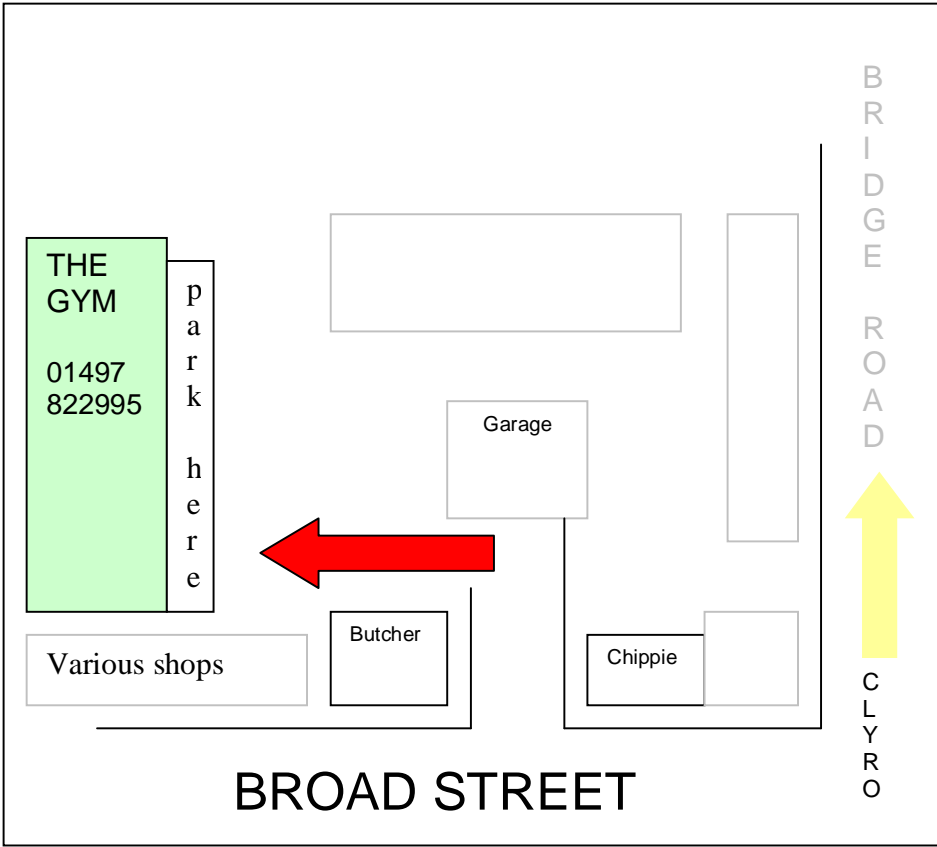 THE
GYM
01497
822995
park here
Garage
BRIDGE ROAD
Various shops
Butcher
Chippie
CLYRO
BROAD STREET